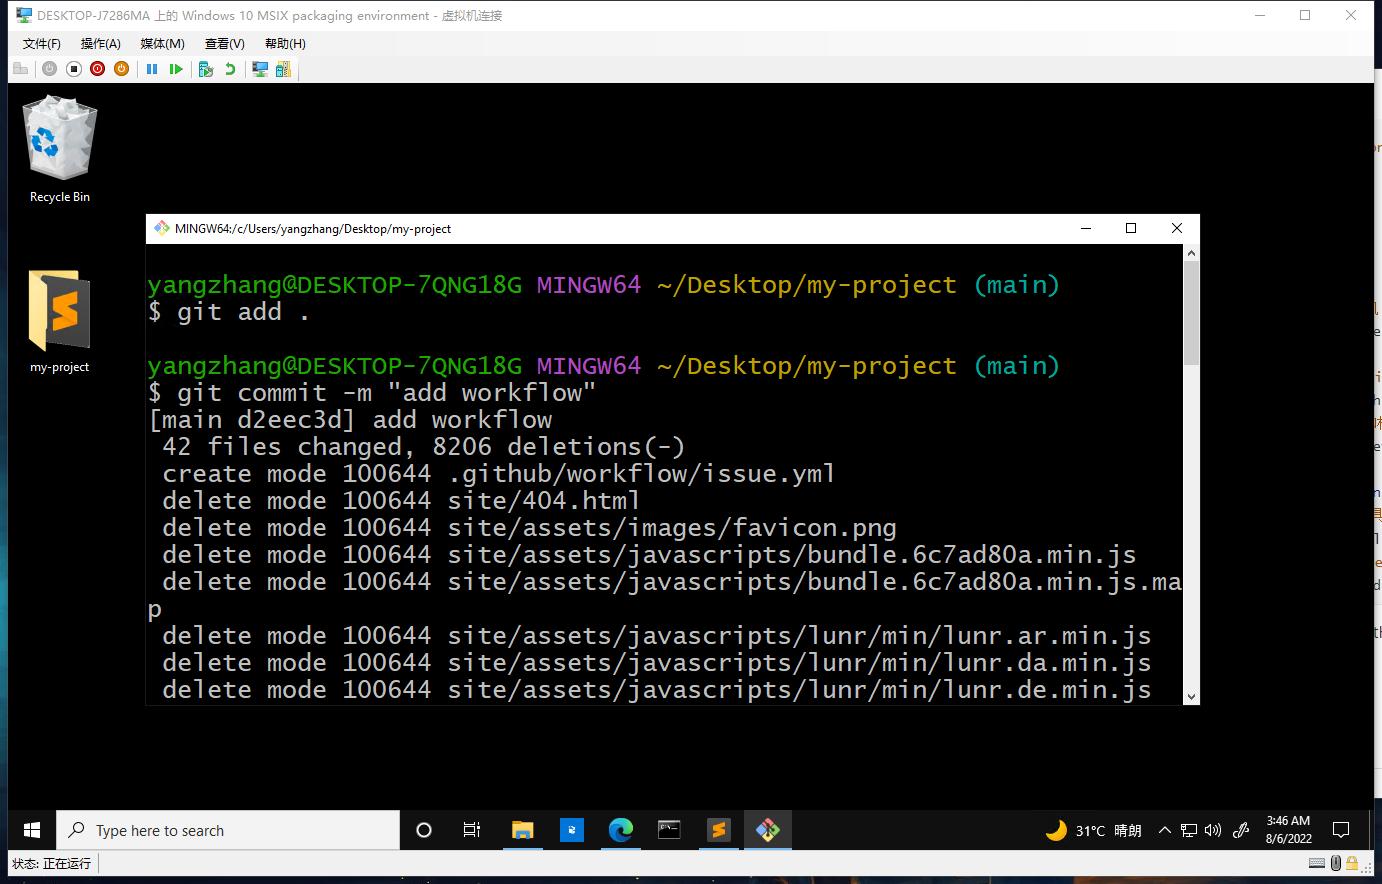 DESKTOP-J7286MA 上的 Windows 10 MSIX packaging environment - 虚拟机连接
文件(F) 操作(A) 媒体(M) 查看(V) 帮助(H)
Recycle Bin
my-project
MINGW64:/c/Users/yangzhang/Desktop/my-project
yangzhang@DESKTOP-7QNG18G MINGW64 ~/Desktop/my-project (main)
$ git add .
yangzhang@DESKTOP-7QNG18G MINGW64 ~/Desktop/my-project (main)
$ git commit -m "add workflow"
[main d2eec3d] add workflow
42 files changed, 8206 deletions(-)
create mode 100644 .github/workflow/issue.yml
delete mode 100644 site/404.html
delete mode 100644 site/assets/images/favicon.png
delete mode 100644 site/assets/javascripts/bundle.6c7ad80a.min.js
delete mode 100644 site/assets/javascripts/bundle.6c7ad80a.min.js.ma
p
delete mode 100644 site/assets/javascripts/lunr/min/lunr.ar.min.js
delete mode 100644 site/assets/javascripts/lunr/min/lunr.da.min.js
delete mode 100644 site/assets/javascripts/lunr/min/lunr.de.min.js
Type here to search
31°C 晴朗
3:46 AM
8/6/2022
状态: 正在运行